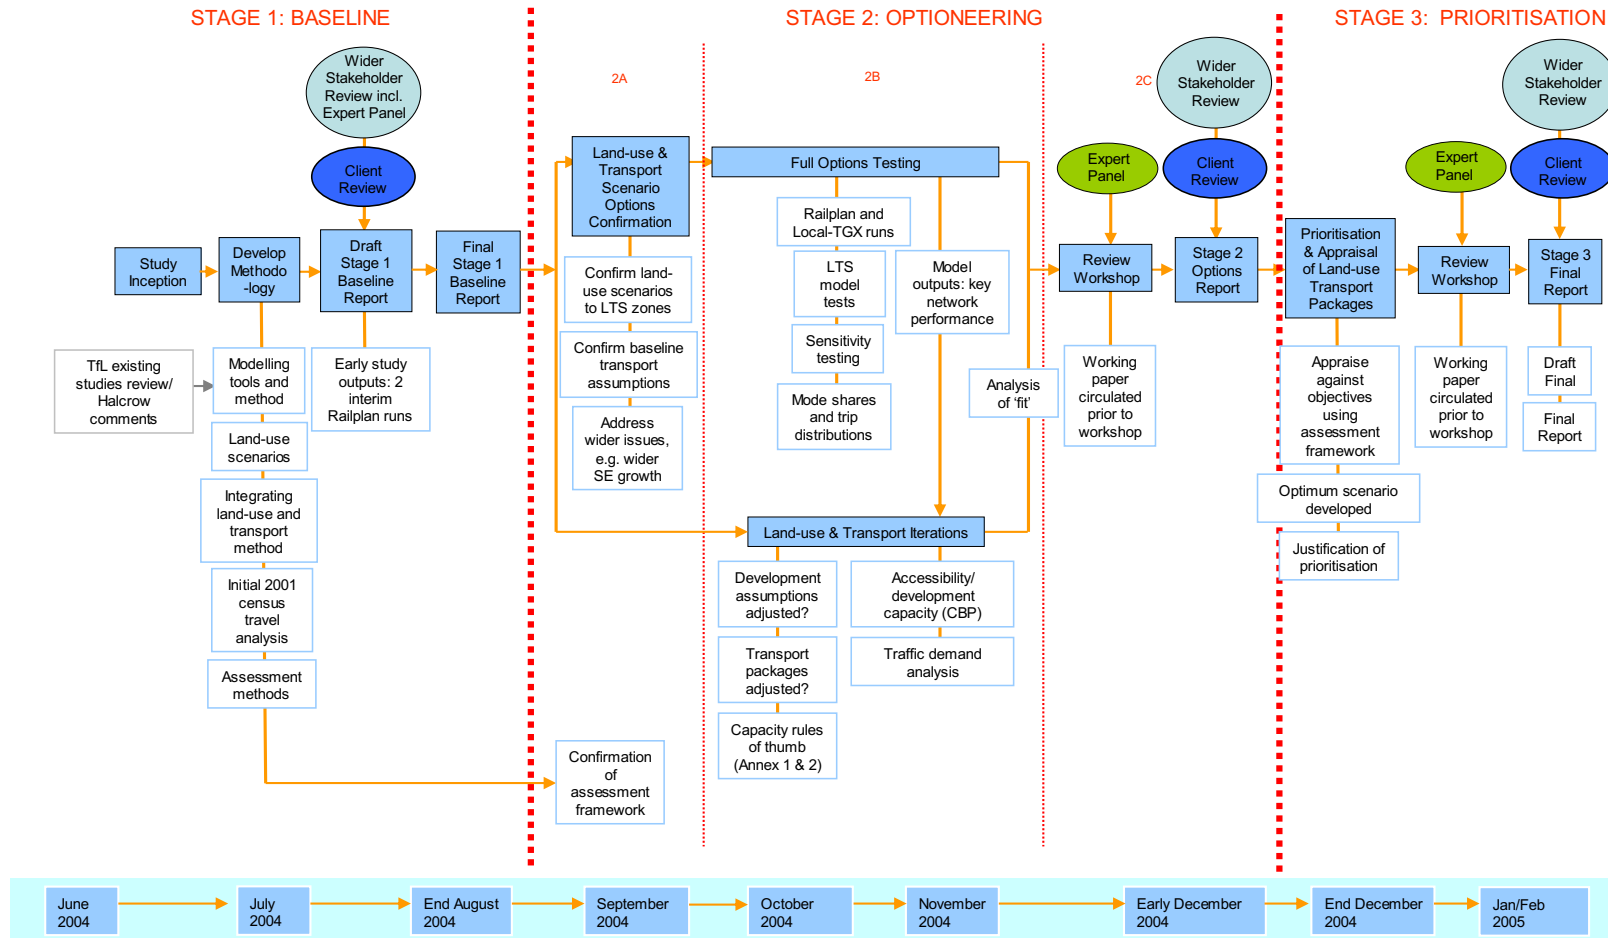 STAGE 1: BASELINE
STAGE 2: OPTIONEERING
STAGE 3: PRIORITISATION
2A
2B
2C
Wider
Stakeholder
Review incl.
Expert Panel
Client
Review
Study
Inception
Develop
Methodo
-logy
Draft
Stage 1
Baseline
Report
Final
Stage 1
Baseline
Report
TfL existing
studies review/
Halcrow
comments
Modelling
tools and
method
Early study
outputs: 2
interim
Railplan runs
Land-use
scenarios
Integrating
land-use and
transport
method
Initial 2001
census
travel
analysis
Assessment
methods
Land-use &
Transport
Scenario
Options
Confirmation
Confirm land-
use scenarios
to LTS zones
Confirm baseline
transport
assumptions
Address
wider issues,
e.g. wider
SE growth
Confirmation
of
assessment
framework
Full Options Testing
Railplan and
Local-TGX runs
LTS
model
tests
Sensitivity
testing
Mode shares
and trip
distributions
Model
outputs: key
network
performance
Analysis
of ‘fit’
Land-use & Transport Iterations
Development
assumptions
adjusted?
Transport
packages
adjusted?
Capacity rules
of thumb
(Annex 1 & 2)
Accessibility/
development
capacity (CBP)
Traffic demand
analysis
Expert
Panel
Wider
Stakeholder
Review
Client
Review
Review
Workshop
Stage 2
Options
Report
Working
paper
circulated
prior to
workshop
Prioritisation
& Appraisal
of Land-use
Transport
Packages
Appraise
against
objectives
using
assessment
framework
Optimum scenario
developed
Justification of
prioritisation
Expert
Panel
Wider
Stakeholder
Review
Client
Review
Review
Workshop
Stage 3
Final
Report
Working
paper
circulated
prior to
workshop
Draft
Final
Final
Report
June
2004
July
2004
End August
2004
September
2004
October
2004
November
2004
Early December
2004
End December
2004
Jan/Feb
2005